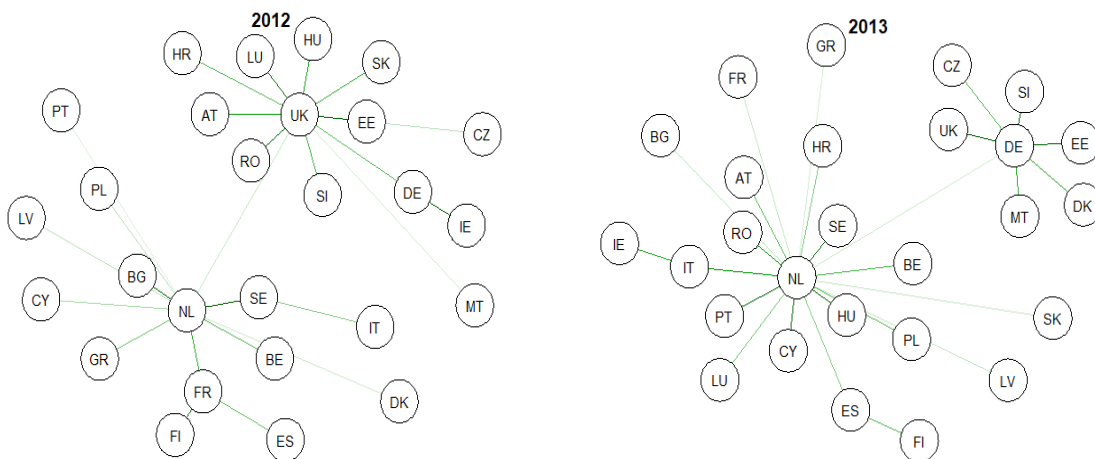 2012
HU
LU
HR
SK
PT
AT
UK
EE
CZ
RO
PL
SI
DE
LV
IE
BG
CY
SE
NL
MT
IT
GR
BE
FR
DK
FI
ES
2013
GR
CZ
FR
SI
BG
UK
HR
DE
EE
AT
DK
MT
RO
SE
IE
IT
BE
NL
PT
HU
SK
PL
CY
LU
LV
ES
FI